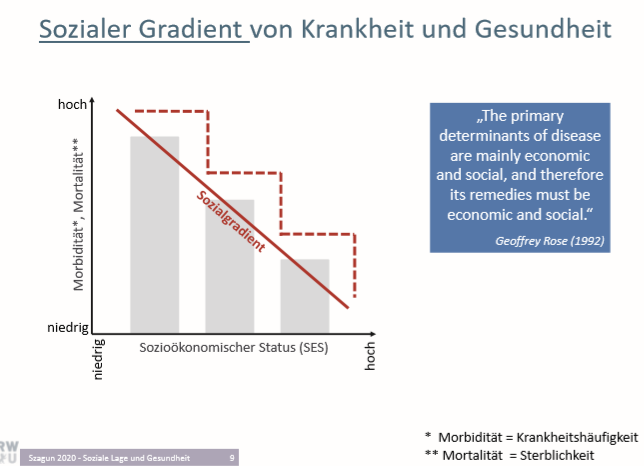 Sozialer Gradient von Krankheit und Gesundheit
hoch
Morbidität*, Mortalität**
niedrig
Sozialgradient
niedrig
Sozioökonomischer Status (SES)
hoch
„The primary
determinants of disease
are mainly economic
and social, and therefore
its remedies must be
economic and social.“
Geoffrey Rose (1992)
* Morbidität = Krankheitshäufigkeit
** Mortalität = Sterblichkeit
RW
U
Szagun 2020 - Soziale Lage und Gesundheit 9